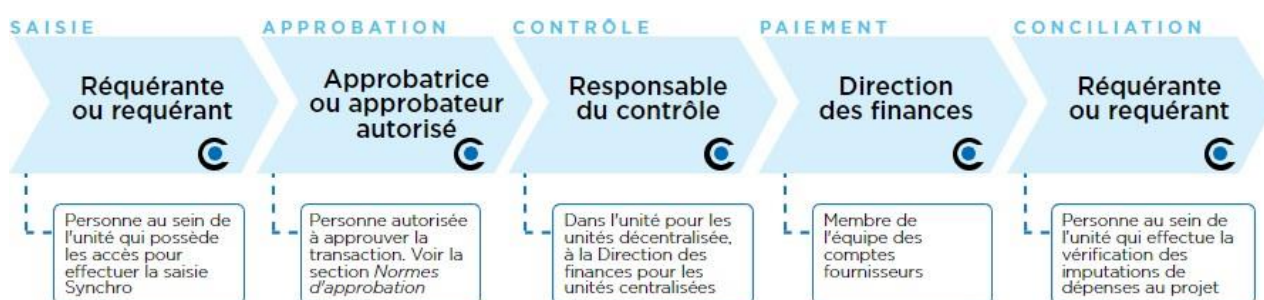 SAISIE
Réquérante
ou requérant
Personne au sein de
l'unité qui possède
les accès pour
effectuer la saisie
Synchro
APPROBATION
Approbatrice
ou approbateur
autorisé
Personne autorisée
à approuver la
transaction. Voir la
section Normes
d'approbation
CONTRÔLE
Responsable
du contrôle
Dans l'unité pour les
unités décentralisée,
à la Direction des
finances pour les
unités centralisées
PAIEMENT
Direction
des finances
Membre de
l'équipe des
comptes
fournisseurs
CONCILIATION
Réquérante
ou requérant
Personne au sein de
l'unité qui effectue la
vérification des
imputations de
dépenses au projet